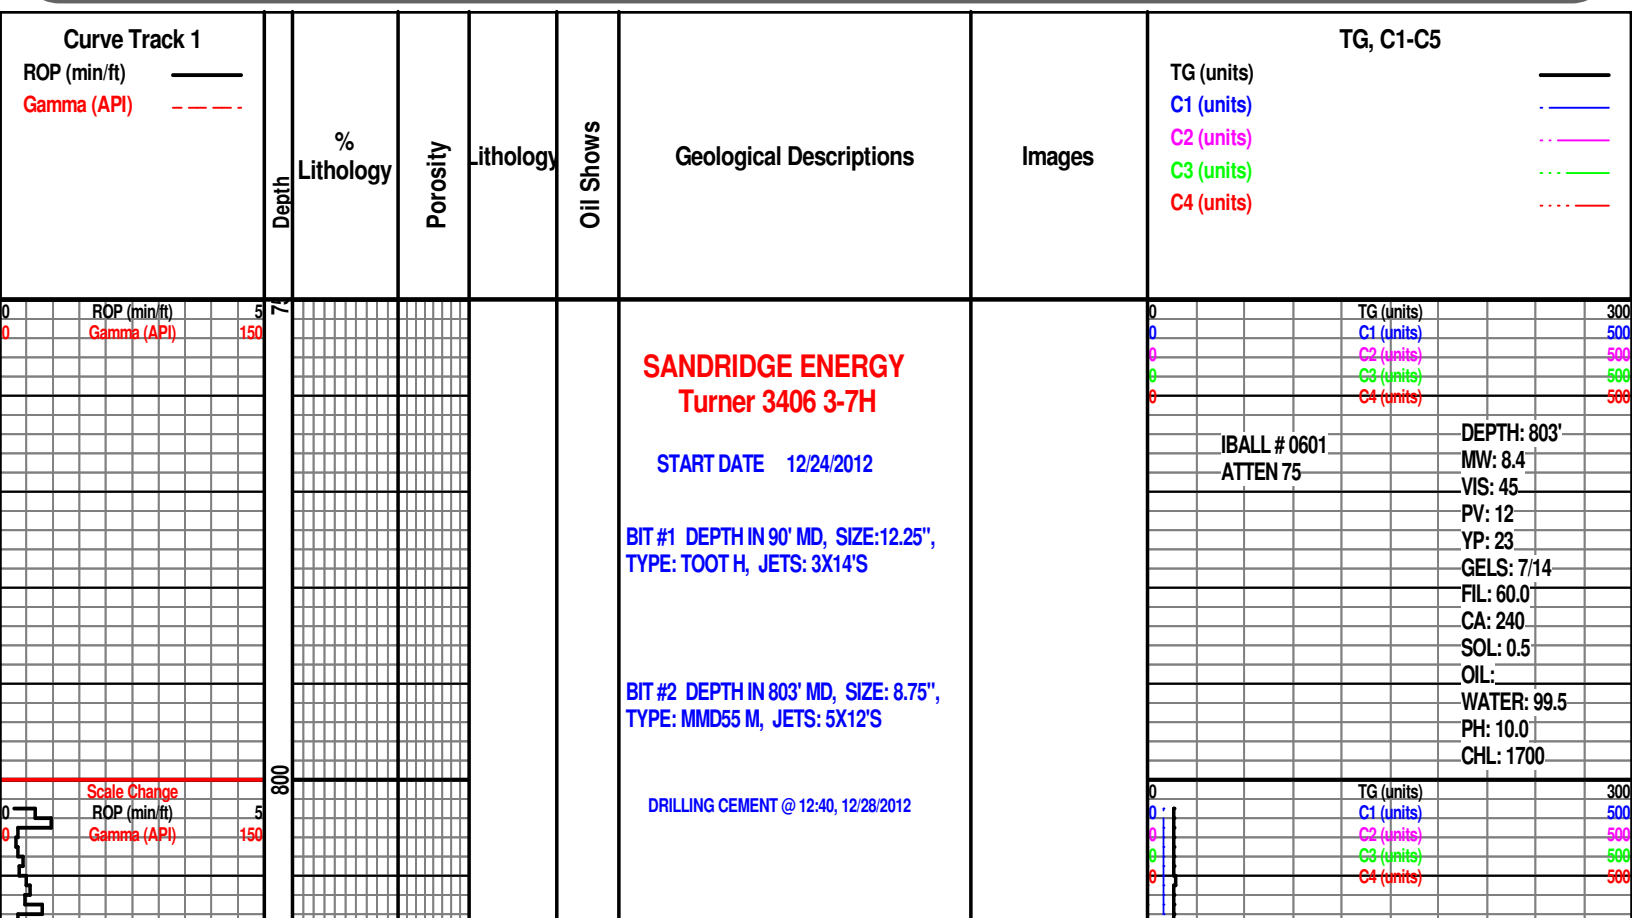 Curve Track 1
ROP (min/ft)
Gamma (API)
Depth
%
Lithology
Porosity
Lithology
Oil Shows
Geological Descriptions
Images
TG, C1-C5
TG (units)
C1 (units)
C2 (units)
C3 (units)
C4 (units)
0 ROP (min/ft) 5
0 Gamma (API) 150
0 TG (units) 300
0 C1 (units) 500
0 C2 (units) 500
0 C3 (units) 500
0 C4 (units) 500
SANDRIDGE ENERGY
Turner 3406 3-7H
START DATE 12/24/2012
BIT #1 DEPTH IN 90' MD, SIZE:12.25",
TYPE: TOOT H, JETS: 3X14'S
BIT #2 DEPTH IN 803' MD, SIZE: 8.75",
TYPE: MMD55 M, JETS: 5X12'S
DRILLING CEMENT @ 12:40, 12/28/2012
IBALL # 0601
ATTEN 75
DEPTH: 803'
MW: 8.4
VIS: 45
PV: 12
YP: 23
GELS: 7/14
FIL: 60.0
CA: 240
SOL: 0.5
OIL:
WATER: 99.5
PH: 10.0
CHL: 1700
800
Scale Change
0 ROP (min/ft) 5
0 Gamma (API) 150
0 TG (units) 300
0 C1 (units) 500
0 C2 (units) 500
0 C3 (units) 500
0 C4 (units) 500